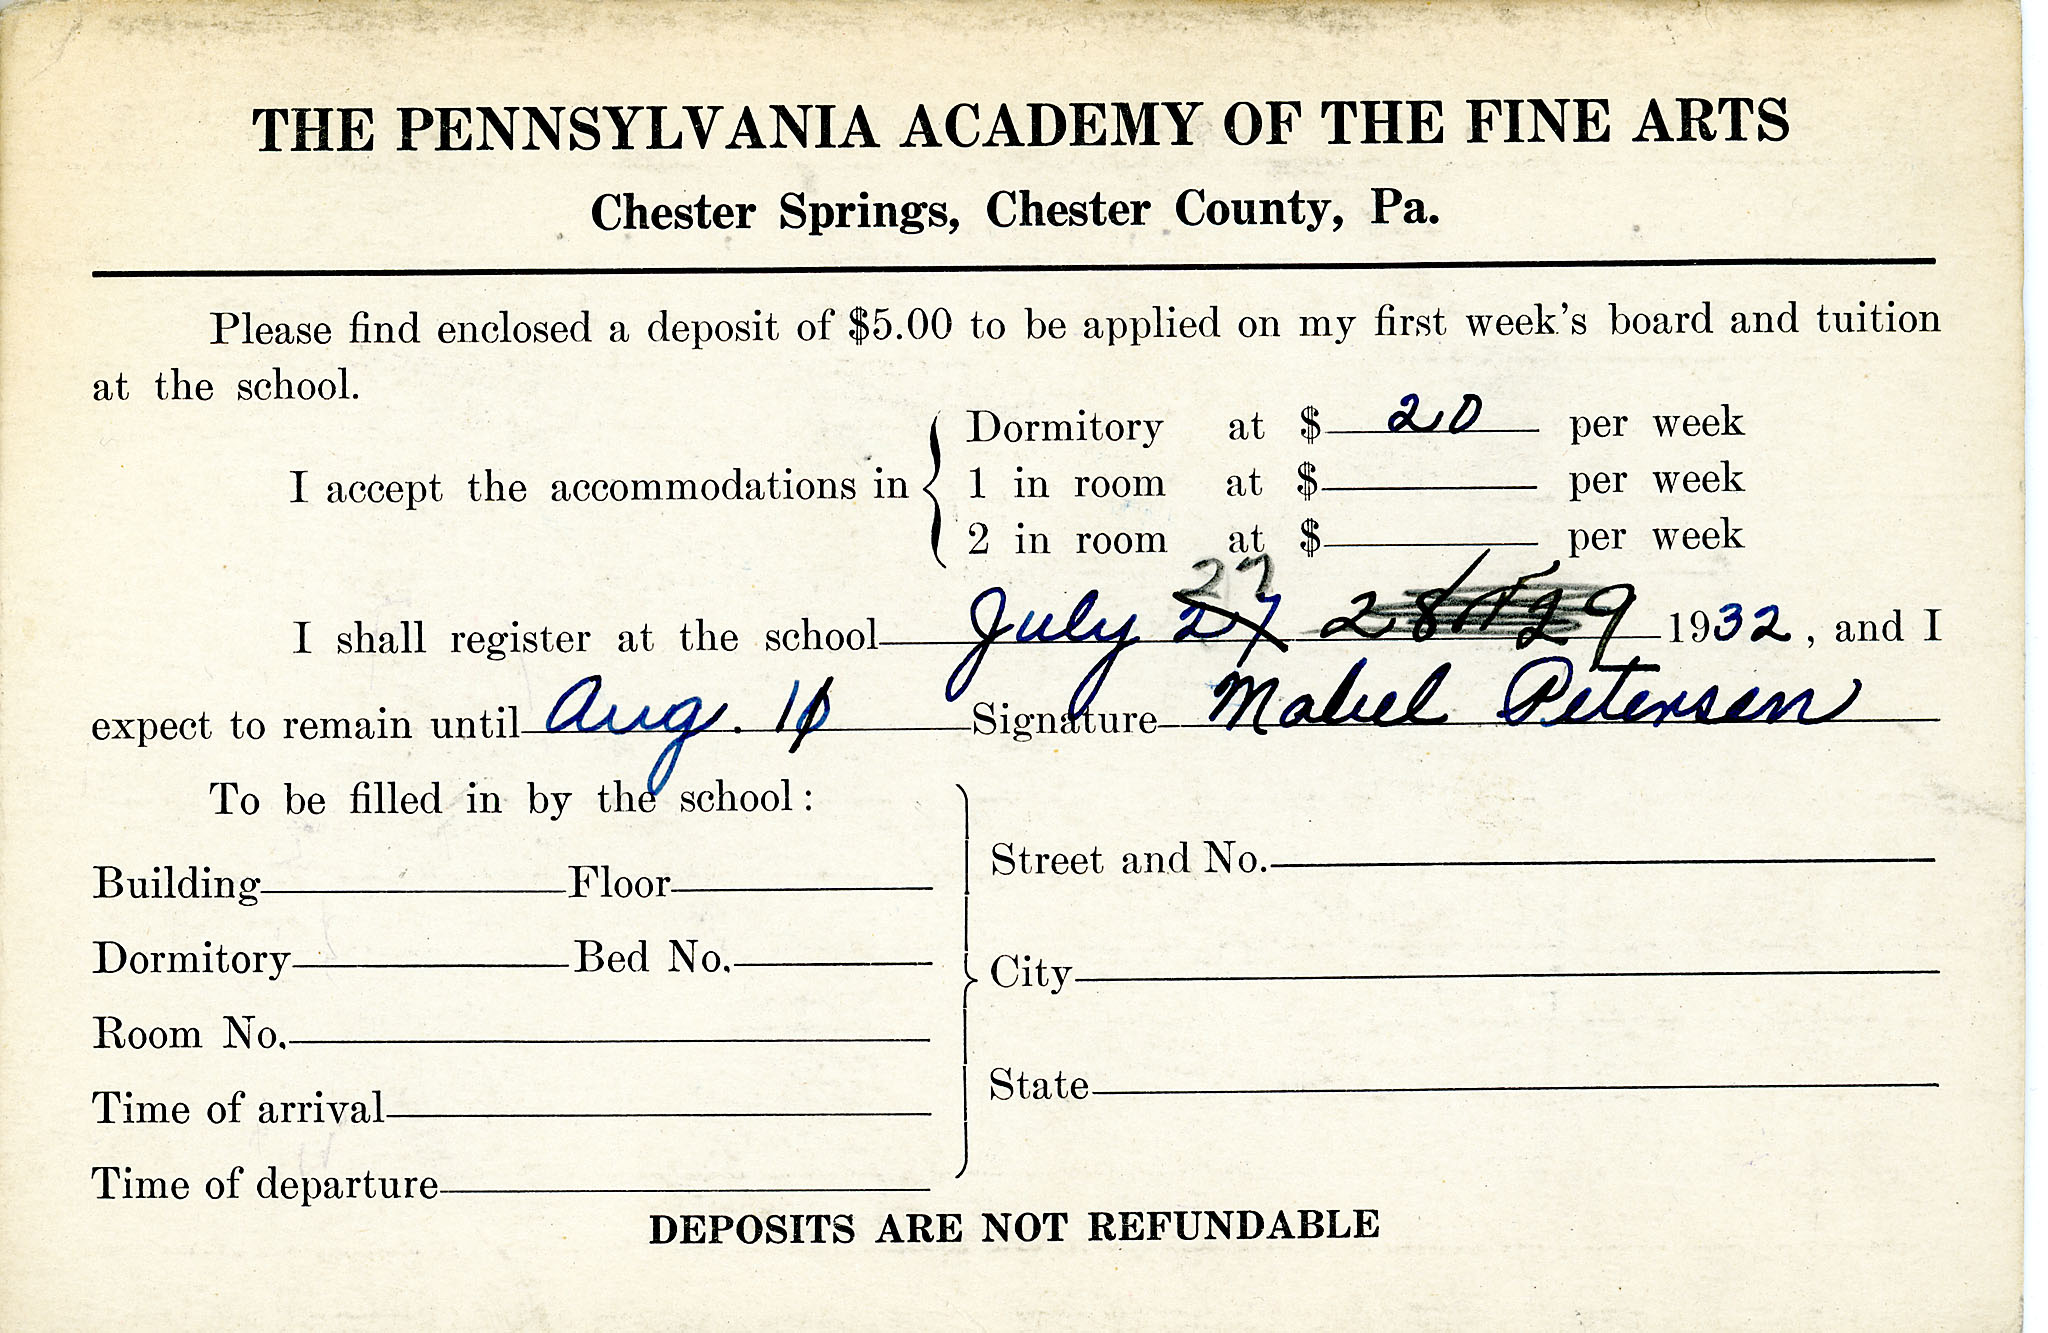 THE PENNSYLVANIA ACADEMY OF THE FINE ARTS
Chester Springs, Chester County, Pa.
Please find enclosed a deposit of $5.00 to be applied on my first week's board and tuition
at the school.
I accept the accommodations in
Dormitory at $ 20 per week
1 in room at $ per week
2 in room at $ per week
27
I shall register at the school July 27 28 29 1932, and I
expect to remain until Aug. Signature Mabel Petersen
To be filled in by the school:
Building Floor
Dormitory Bed No.
Room No.
Time of arrival
Time of departure
Street and No.
City
State
DEPOSITS ARE NOT REFUNDABLE